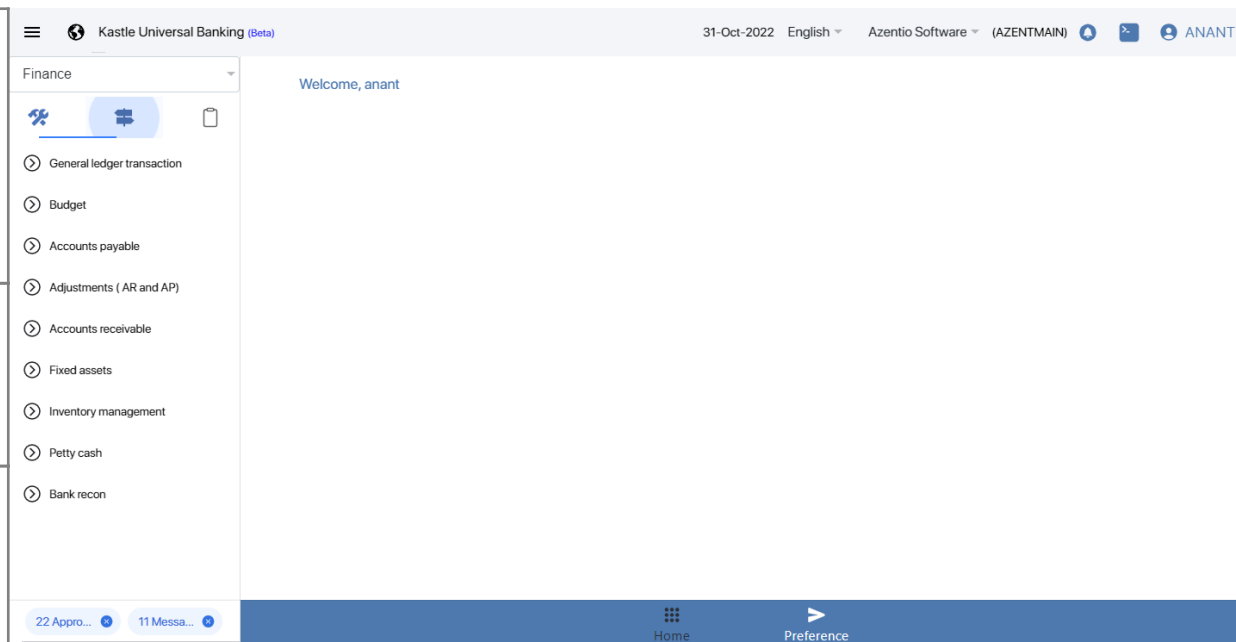 Kastle Universal Banking (Beta)
31-Oct-2022 English Azentio Software (AZENTMAIN) ANANT
Finance
Welcome, anant
General ledger transaction
Budget
Accounts payable
Adjustments ( AR and AP)
Accounts receivable
Fixed assets
Inventory management
Petty cash
Bank recon
22 Appro... 11 Messa...
Home Preference